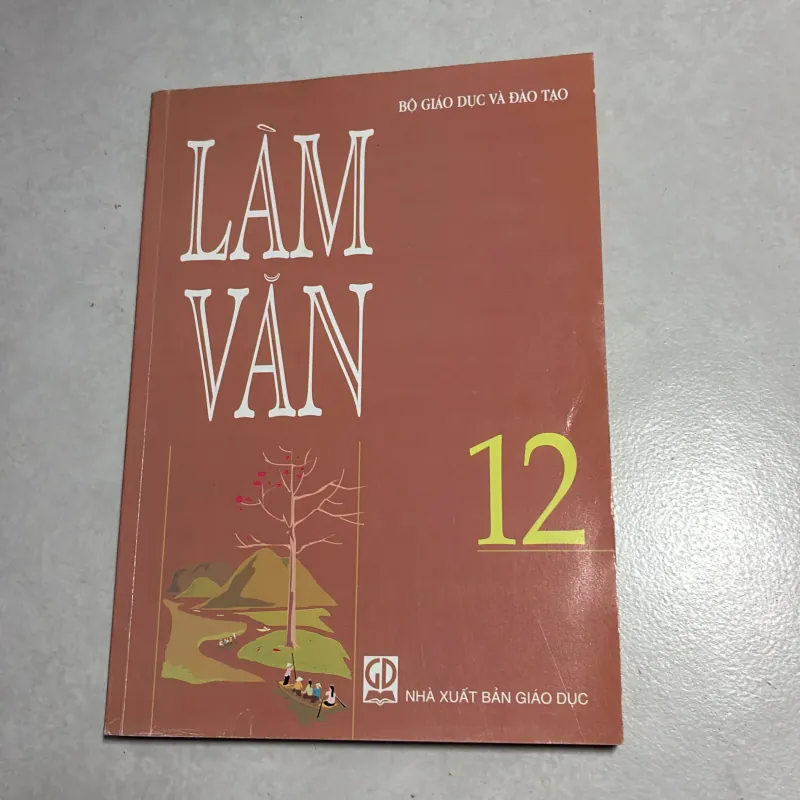 BỘ GIÁO DỤC VÀ ĐÀO TẠO
LÀM
VĂN
12
GD
NHÀ XUẤT BẢN GIÁO DỤC